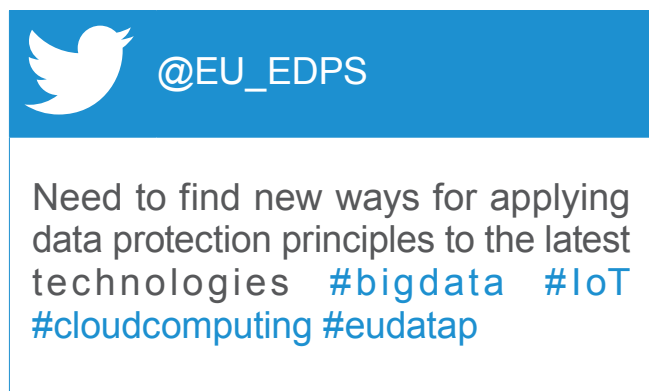 @EU_EDPS
Need to find new ways for applying
data protection principles to the latest
technologies #bigdata #IoT
#cloudcomputing #eudatap